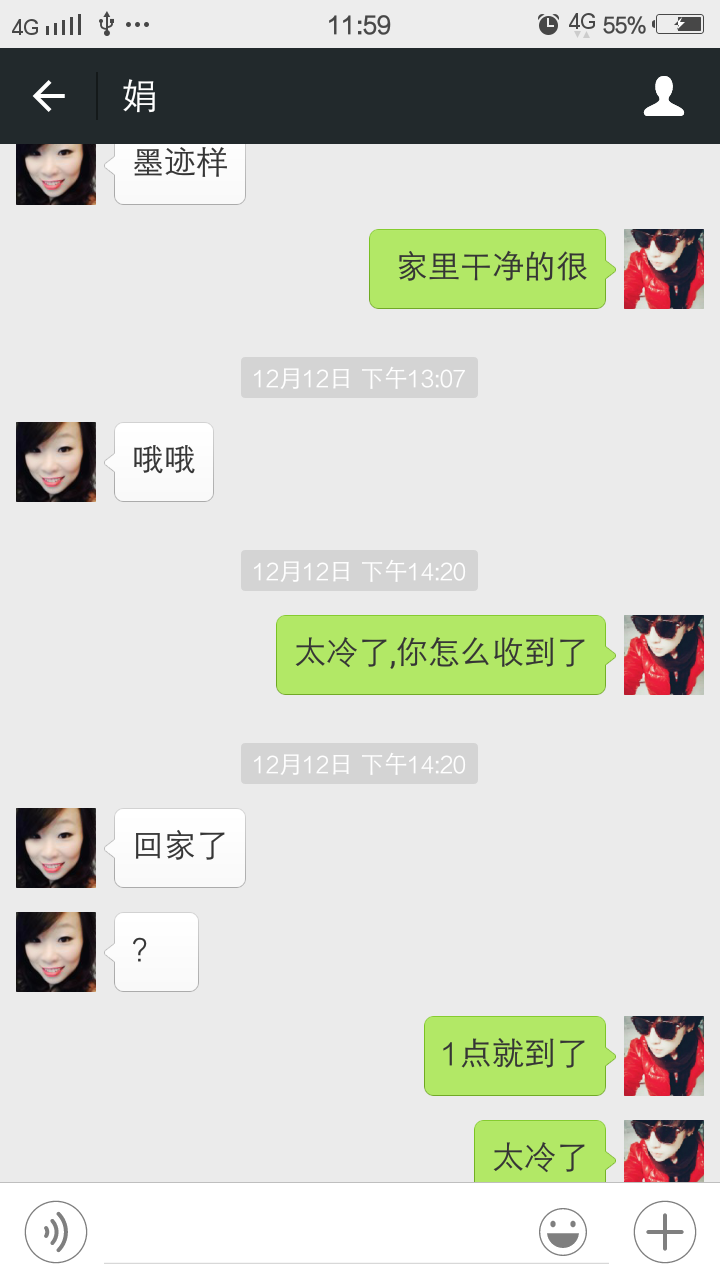 4G 11:59 4G 55%
娟
墨迹样
家里干净的很
12月12日 下午13:07
哦哦
12月12日 下午14:20
太冷了,你怎么收到了
12月12日 下午14:20
回家了
？
1点就到了
太冷了